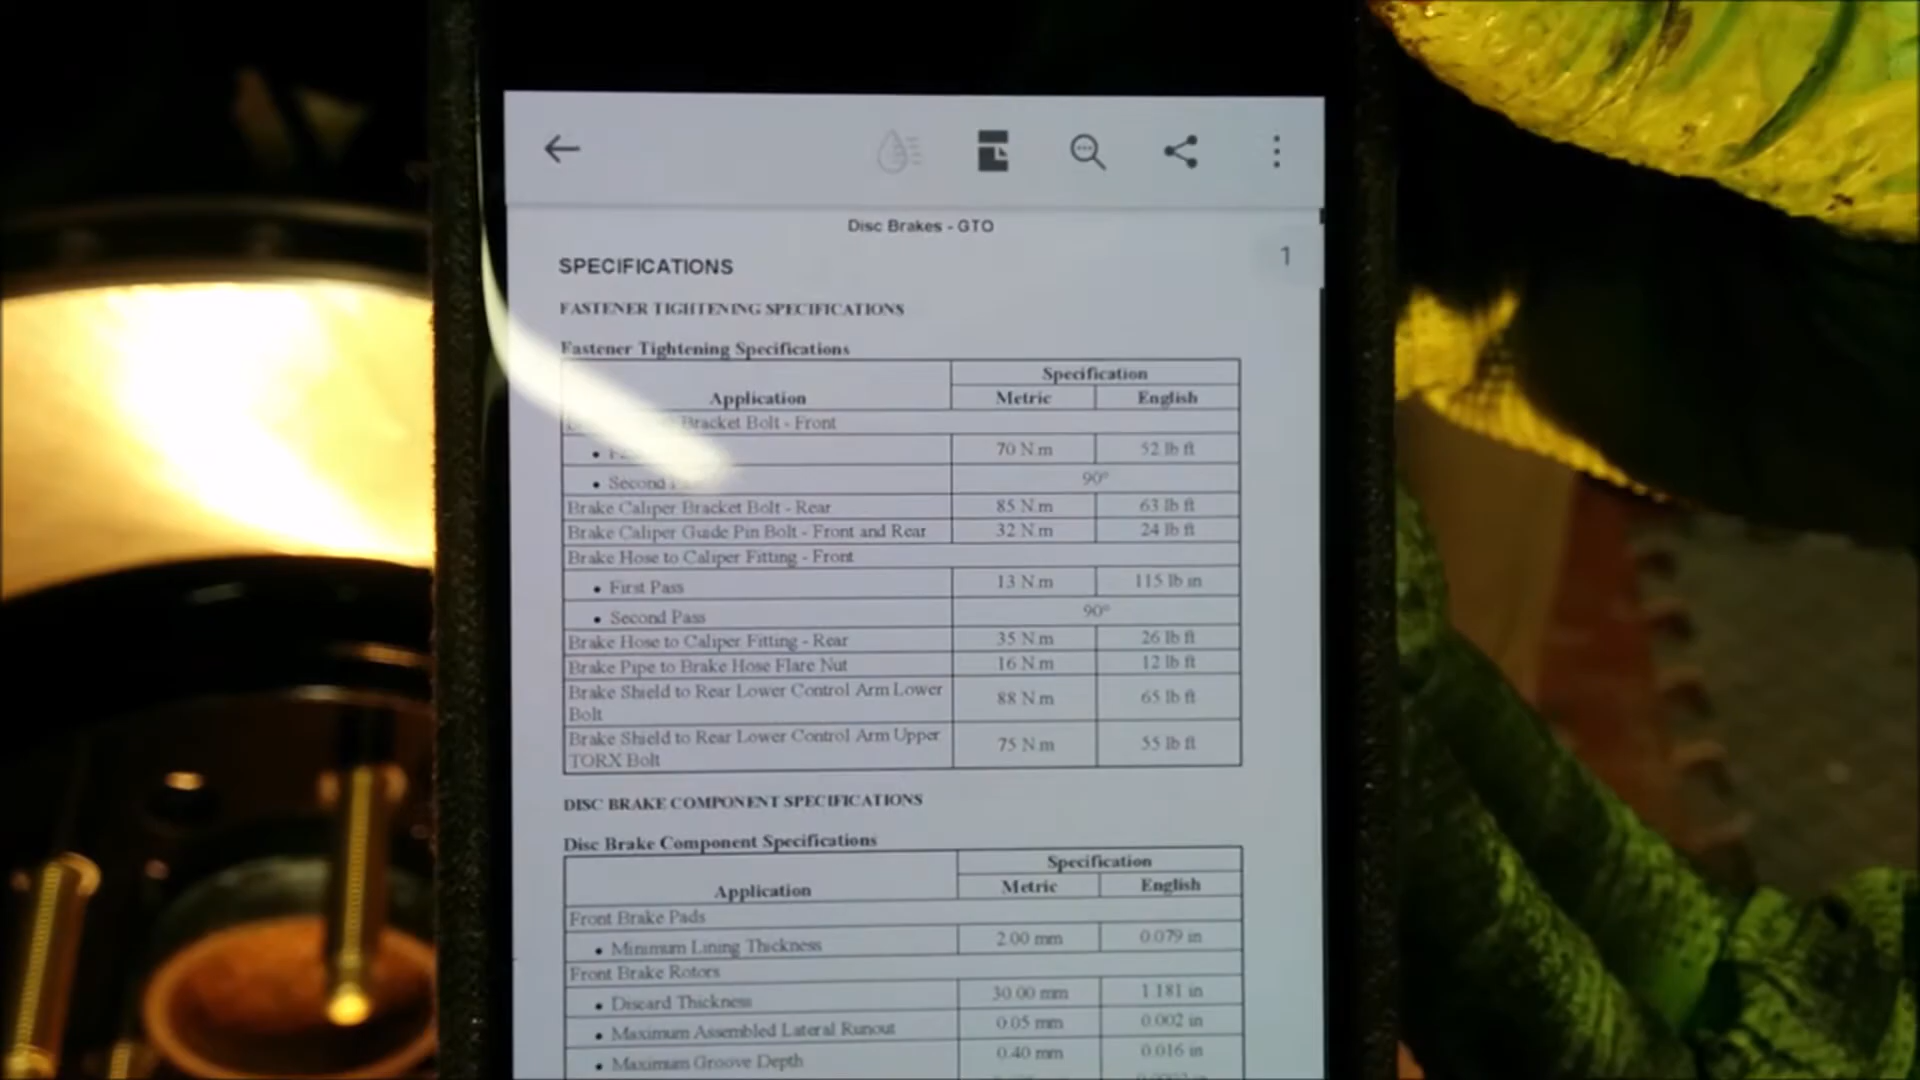 Disc Brakes - GTO
1
SPECIFICATIONS
FASTENER TIGHTENING SPECIFICATIONS
Fastener Tightening Specifications
Application
Specification
Metric English
Bracket Bolt - Front
70 N.m 52 lb ft
• Second
90°
Brake Caliper Bracket Bolt - Rear 85 N.m 63 lb ft
Brake Caliper Guide Pin Bolt - Front and Rear 32 N.m 24 lb ft
Brake Hose to Caliper Fitting - Front
• First Pass 13 N.m 115 lb in
• Second Pass 90°
Brake Hose to Caliper Fitting - Rear 35 N.m 26 lb ft
Brake Pipe to Brake Hose Flare Nut 16 N.m 12 lb ft
Brake Shield to Rear Lower Control Arm Lower
Bolt
88 N.m 65 lb ft
Brake Shield to Rear Lower Control Arm Upper
TORX Bolt
75 N.m 55 lb ft
DISC BRAKE COMPONENT SPECIFICATIONS
Disc Brake Component Specifications
Application
Specification
Metric English
Front Brake Pads
• Minimum Lining Thickness 2.00 mm 0.079 in
Front Brake Rotors
• Discard Thickness 30.00 mm 1.181 in
• Maximum Assembled Lateral Runout 0.05 mm 0.002 in
• Maximum Groove Depth 0.40 mm 0.016 in